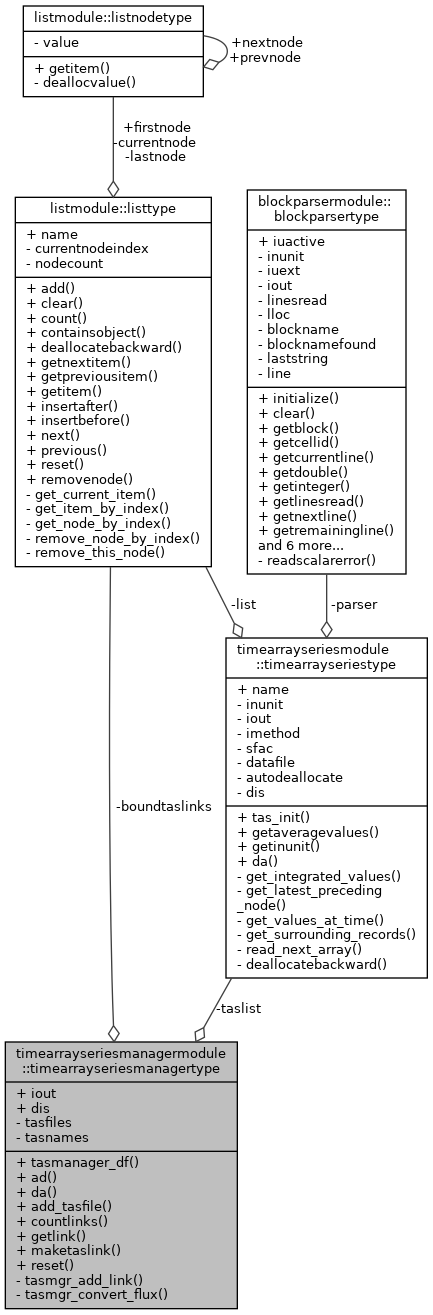 listmodule::listnodetype
- value
+ getitem()
- deallocvalue()
+nextnode
+prevnode
+firstnode
-currentnode
-lastnode
listmodule::listtype
+ name
- currentnodeindex
- nodecount
+ add()
+ clear()
+ count()
+ containsobject()
+ deallocatebackward()
+ getnextitem()
+ getpreviousitem()
+ getitem()
+ insertafter()
+ insertbefore()
+ next()
+ previous()
+ reset()
+ removenode()
- get_current_item()
- get_item_by_index()
- get_node_by_index()
- remove_node_by_index()
- remove_this_node()
blockparsermodule::
blockparsertype
+ iuactive
- inunit
- iuext
- iout
- linesread
- lloc
- blockname
- blocknamefound
- laststring
- line
+ initialize()
+ clear()
+ getblock()
+ getcellid()
+ getcurrentline()
+ getdouble()
+ getinteger()
+ getlinesread()
+ getnextline()
+ getremainingline()
and 6 more...
- readscalarerror()
-list
-parser
timearrayseriesmodule
::timearrayseriestype
+ name
- inunit
- iout
- imethod
- sfac
- datafile
- autodeallocate
- dis
+ tas_init()
+ getaveragevalues()
+ getinunit()
+ da()
- get_integrated_values()
- get_latest_preceding
_node()
- get_values_at_time()
- get_surrounding_records()
- read_next_array()
- deallocatebackward()
-boundtaslinks
-taslist
timearrayseriesmanagermodule
::timearrayseriesmanagertype
+ iout
+ dis
- tasfiles
- tasnames
+ tasmanager_df()
+ ad()
+ da()
+ add_tasfile()
+ countlinks()
+ getlink()
+ maketaslink()
+ reset()
- tasmgr_add_link()
- tasmgr_convert_flux()